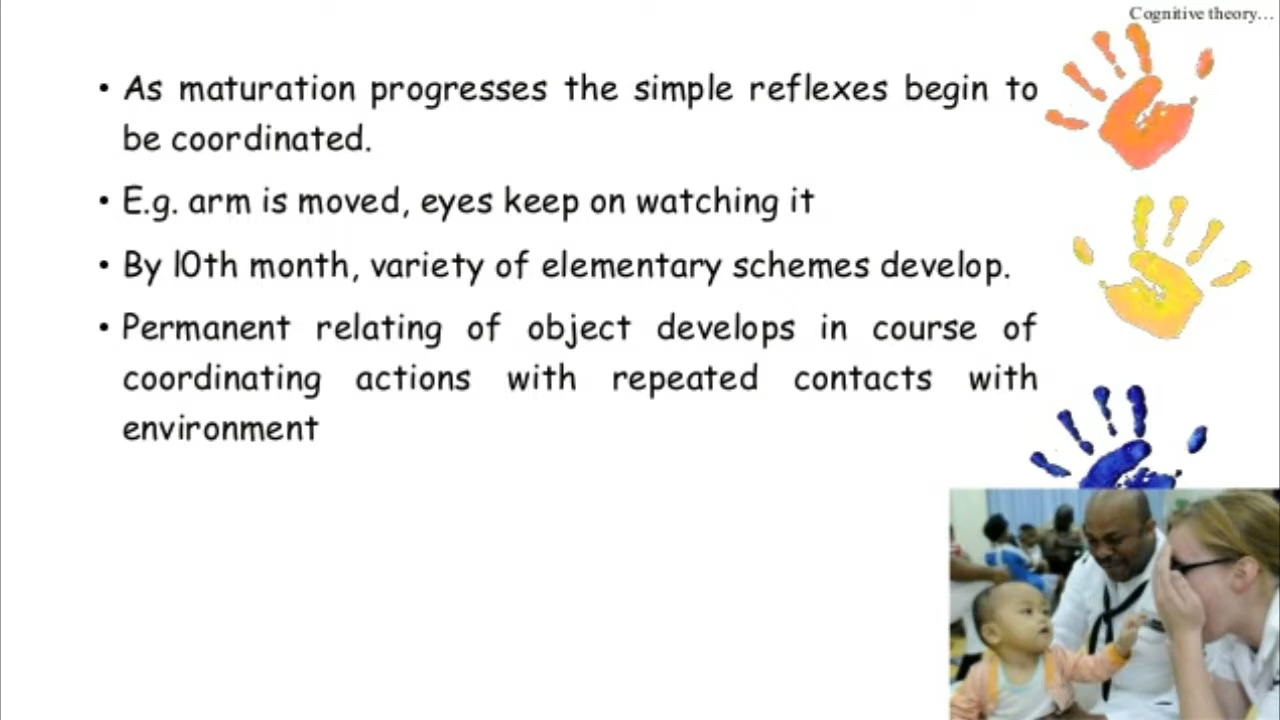 Cognitive theory...
• As maturation progresses the simple reflexes begin to
be coordinated.
• E.g. arm is moved, eyes keep on watching it
• By 10th month, variety of elementary schemes develop.
• Permanent relating of object develops in course of
coordinating actions with repeated contacts with
environment